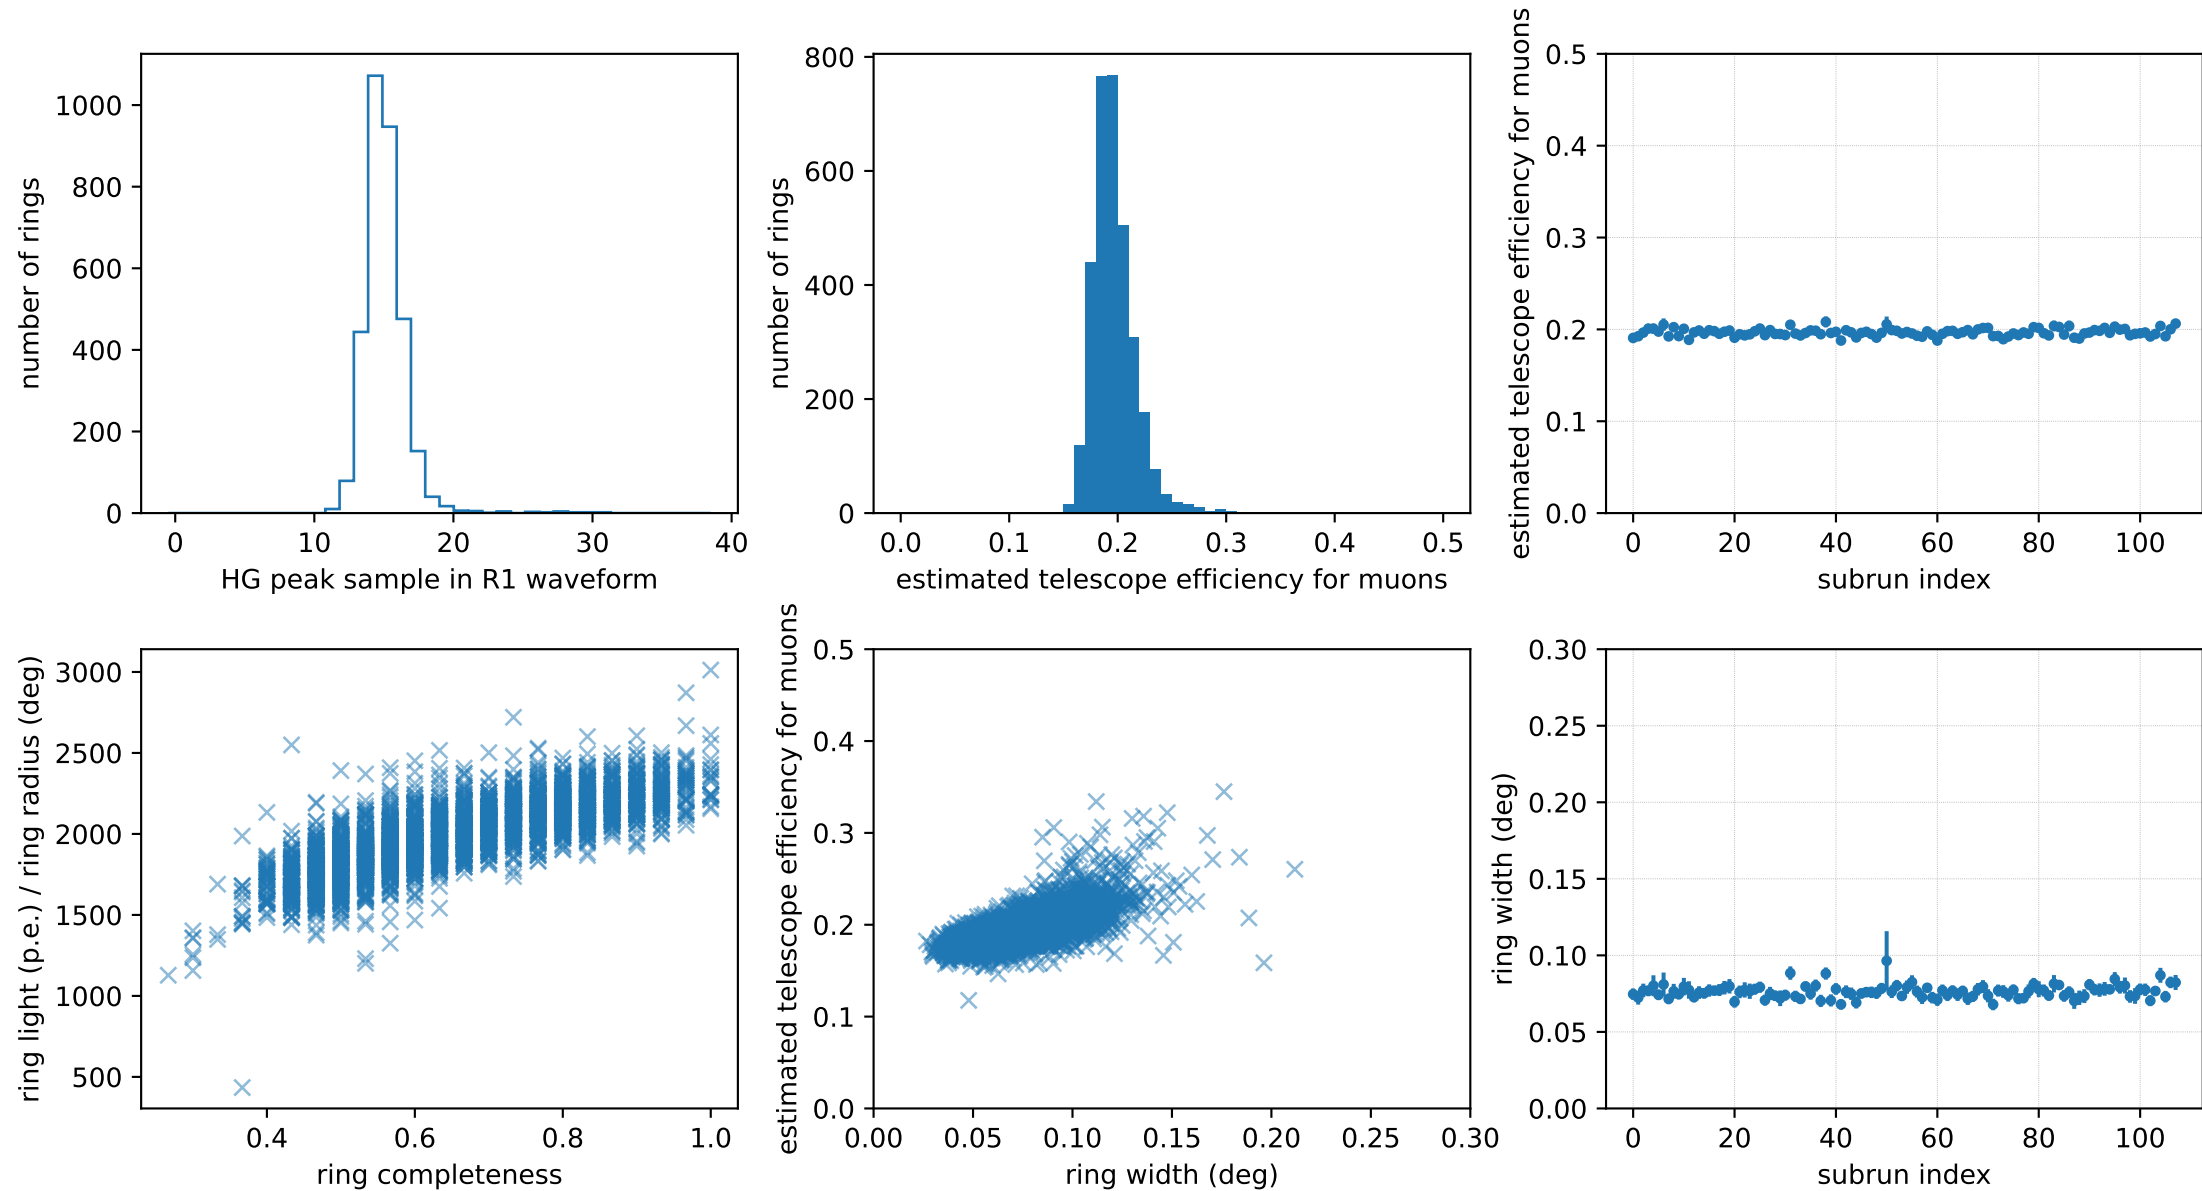 number of rings
1000
800
600
400
200
0
0 10 20 30 40
HG peak sample in R1 waveform
number of rings
800
600
400
200
0
0.0 0.1 0.2 0.3 0.4 0.5
estimated telescope efficiency for muons
estimated telescope efficiency for muons
0.5
0.4
0.3
0.2
0.1
0.0
0 20 40 60 80 100
subrun index
ring light (p.e.) / ring radius (deg)
3000
2500
2000
1500
1000
500
0.4 0.6 0.8 1.0
ring completeness
estimated telescope efficiency for muons
0.5
0.4
0.3
0.2
0.1
0.0
0.00 0.05 0.10 0.15 0.20 0.25 0.30
ring width (deg)
ring width (deg)
0.30
0.25
0.20
0.15
0.10
0.05
0.00
0 20 40 60 80 100
subrun index